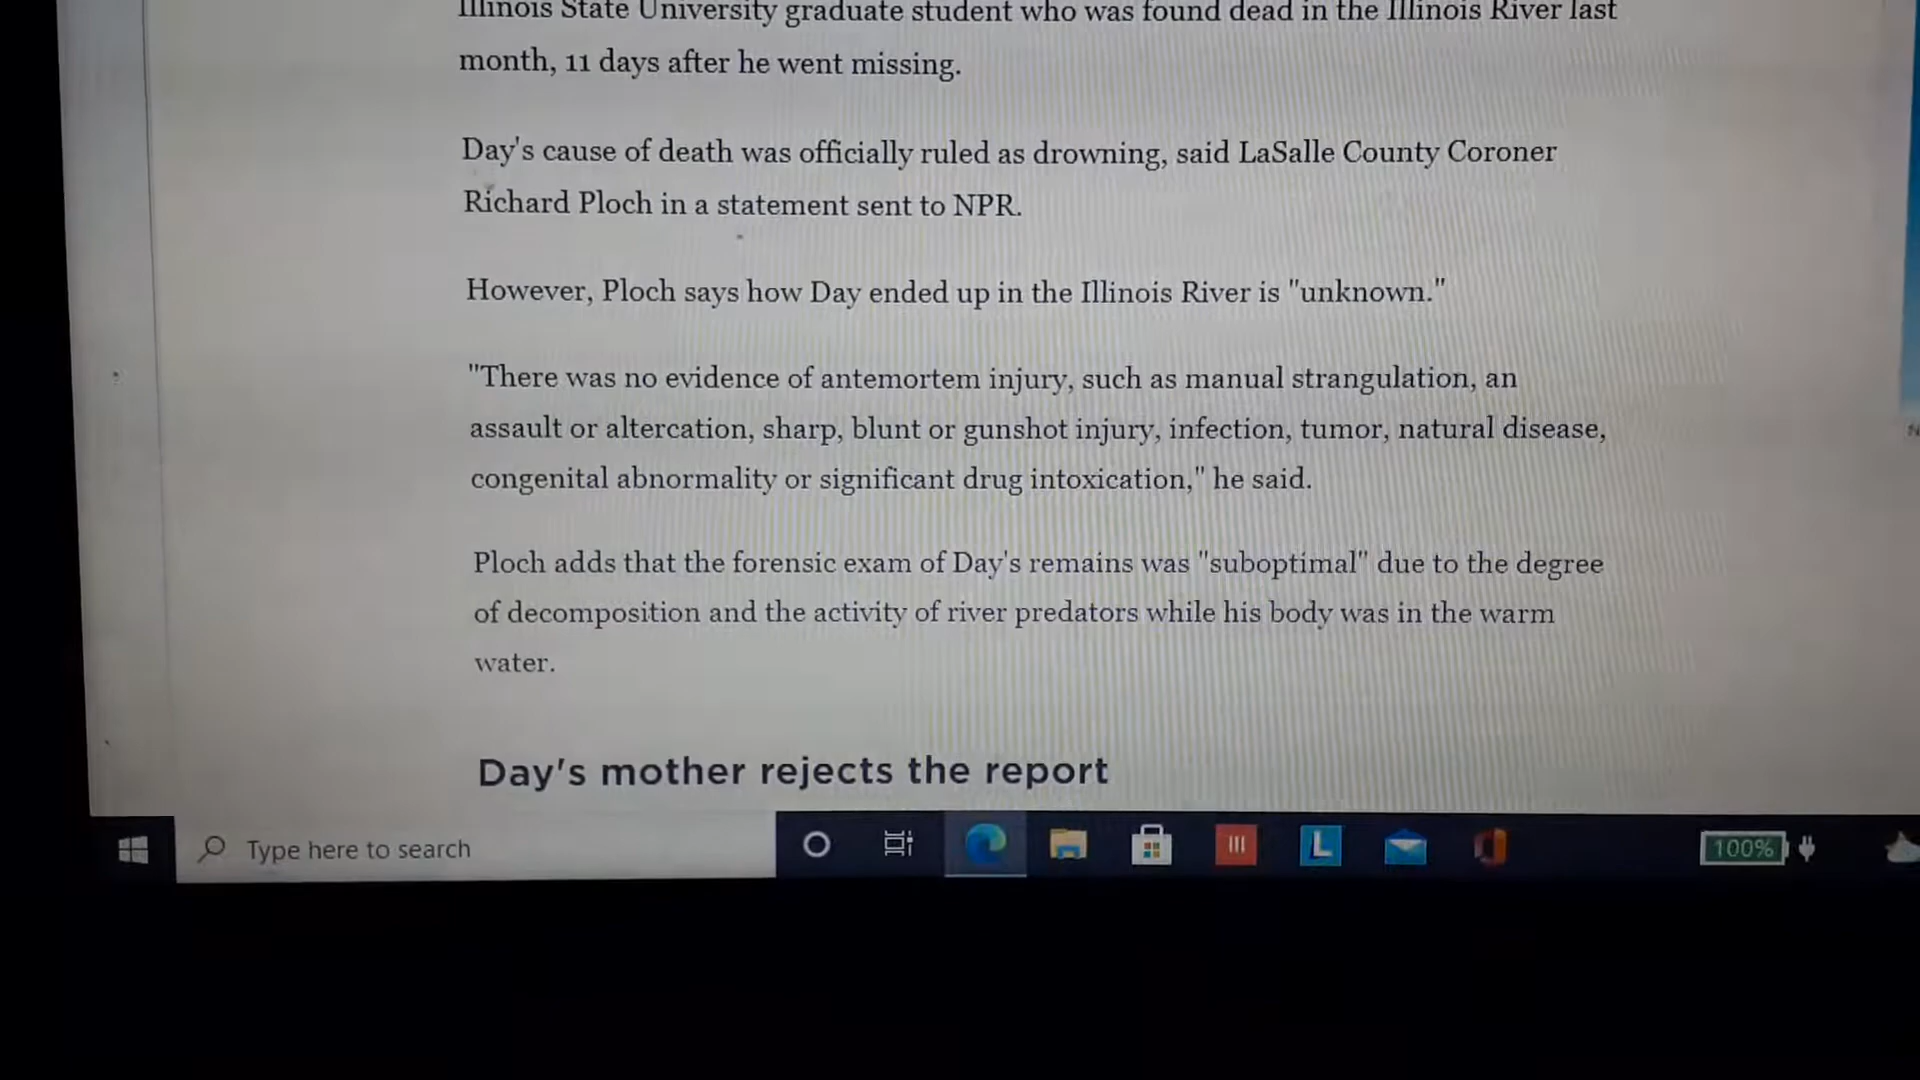 Illinois State University graduate student who was found dead in the Illinois River last
month, 11 days after he went missing.
Day's cause of death was officially ruled as drowning, said LaSalle County Coroner
Richard Ploch in a statement sent to NPR.
However, Ploch says how Day ended up in the Illinois River is "unknown."
"There was no evidence of antemortem injury, such as manual strangulation, an
assault or altercation, sharp, blunt or gunshot injury, infection, tumor, natural disease,
congenital abnormality or significant drug intoxication," he said.
Ploch adds that the forensic exam of Day's remains was "suboptimal" due to the degree
of decomposition and the activity of river predators while his body was in the warm
water.
Day's mother rejects the report
Type here to search
L
100%